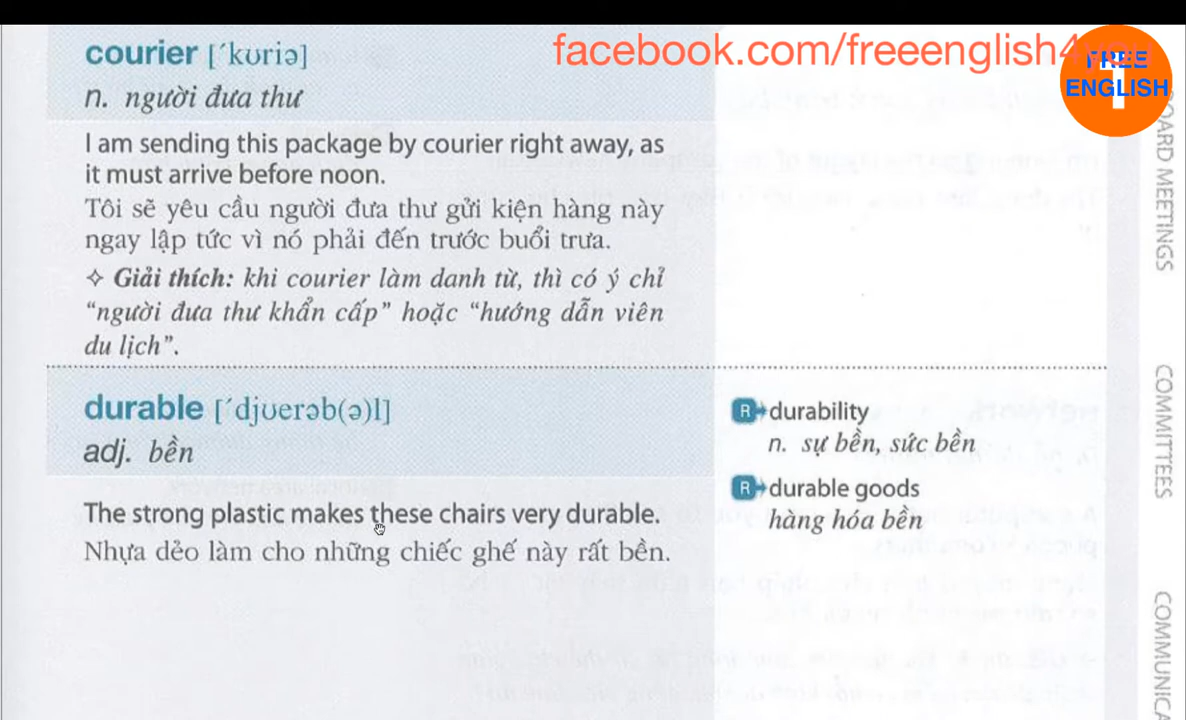 courier [ˊkʊriə]
n. người đưa thư
I am sending this package by courier right away, as
it must arrive before noon.
Tôi sẽ yêu cầu người đưa thư gửi kiện hàng này
ngay lập tức vì nó phải đến trước buổi trưa.
✧ Giải thích: khi courier làm danh từ, thì có ý chỉ
“người đưa thư khẩn cấp” hoặc “hướng dẫn viên
du lịch”.
durable [ˊdjʊerəb(ə)l]
adj. bền
The strong plastic makes these chairs very durable.
Nhựa dẻo làm cho những chiếc ghế này rất bền.
R durability
n. sự bền, sức bền
R durable goods
hàng hóa bền
facebook.com/freeenglish4
FREE
ENGLISH
1
BOARD MEETINGS
COMMITTEES